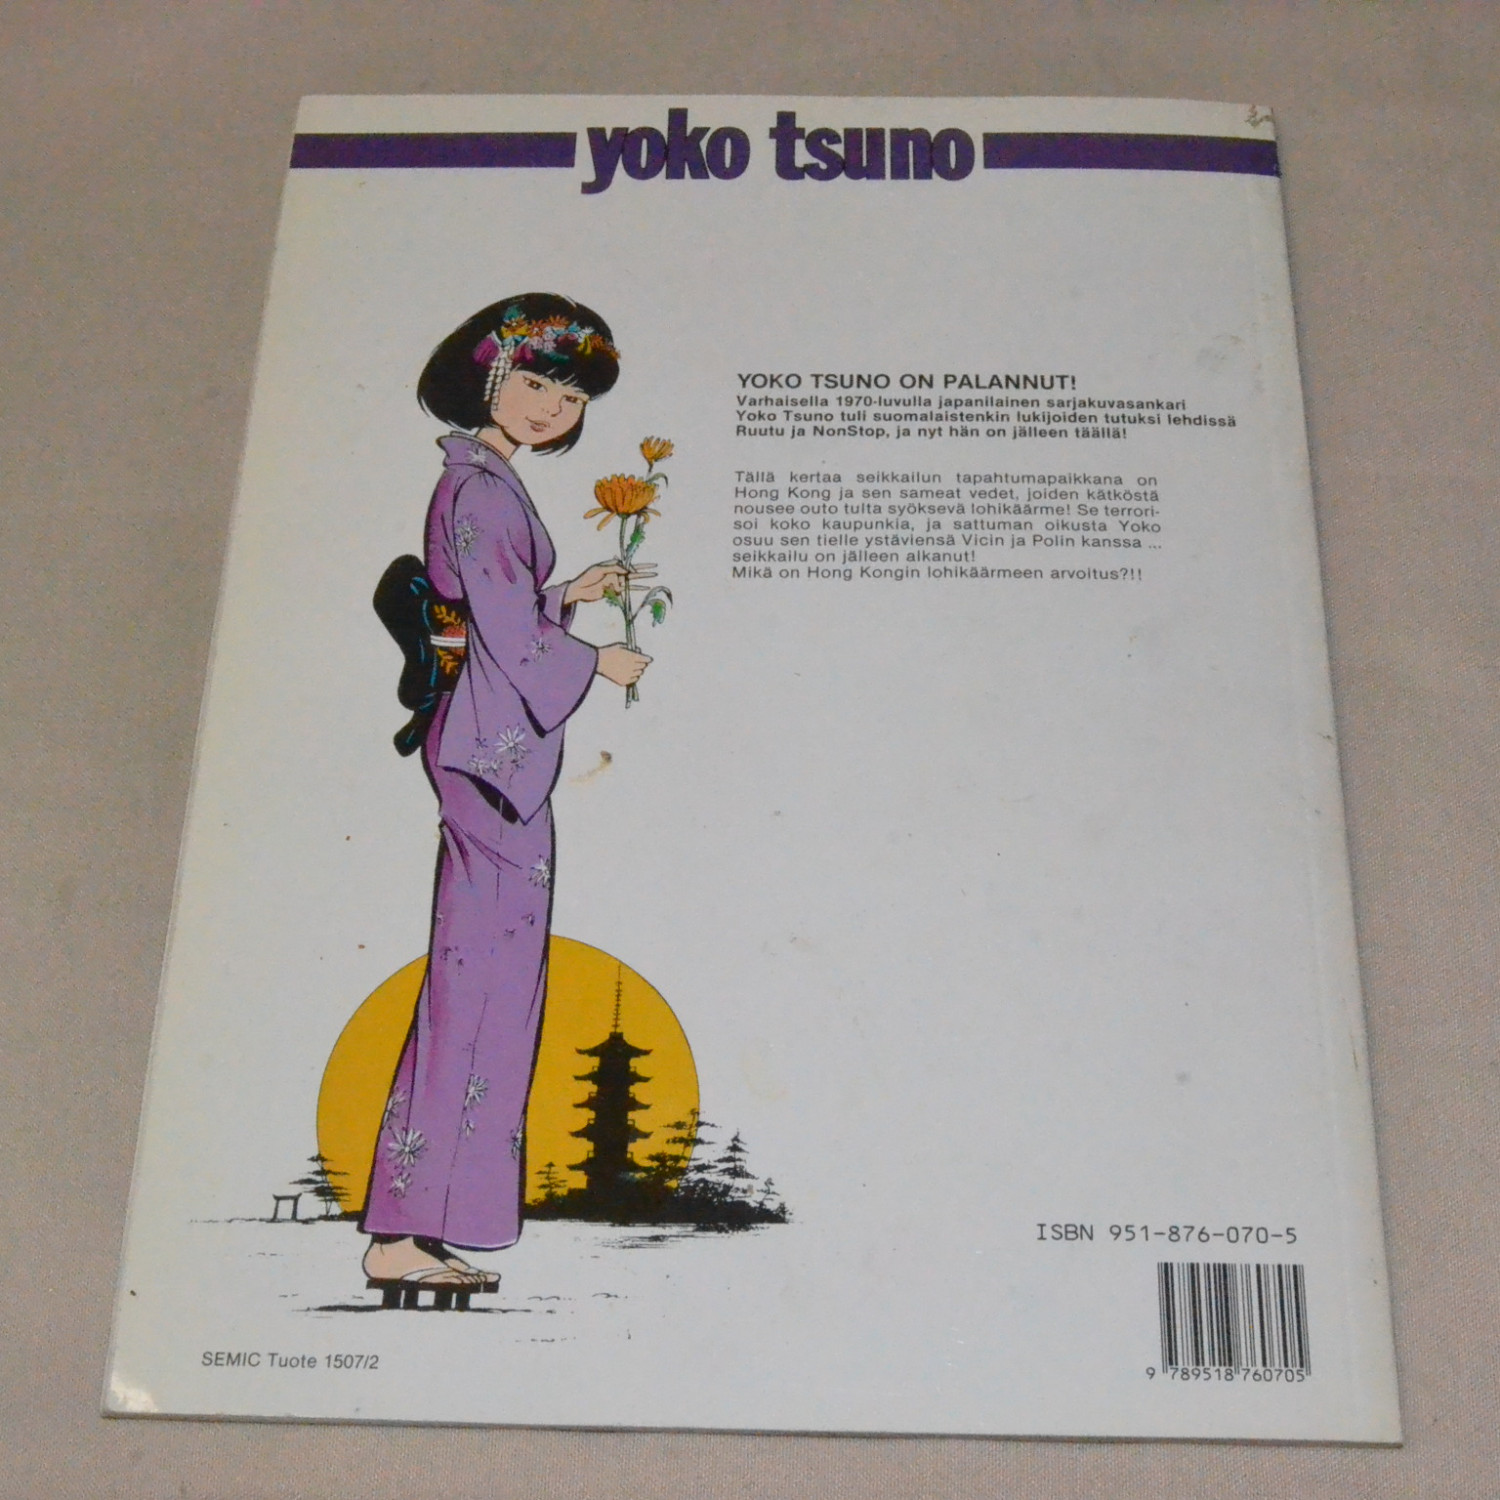 yoko tsuno
YOKO TSUNO ON PALANNUT!
Varhaisella 1970-luvulla japanilainen sarjakuvasankari
Yoko Tsuno tuli suomalaistenkin lukijoiden tutuksi lehdissä
Ruutu ja NonStop, ja nyt hän on jälleen täällä!
Tällä kertaa seikkailun tapahtumapaikkana on
Hong Kong ja sen sameat vedet, joiden kätköstä
nousee outo tulta syöksevä lohikäärme! Se terrori-
soi koko kaupunkia, ja sattuman oikusta Yoko
osuu sen tielle ystäviensä Vicin ja Polin kanssa ...
seikkailu on jälleen alkanut!
Mikä on Hong Kongin lohikäärmeen arvoitus?!!
ISBN 951-876-070-5
9 789518 760705
SEMIC Tuote 1507/2